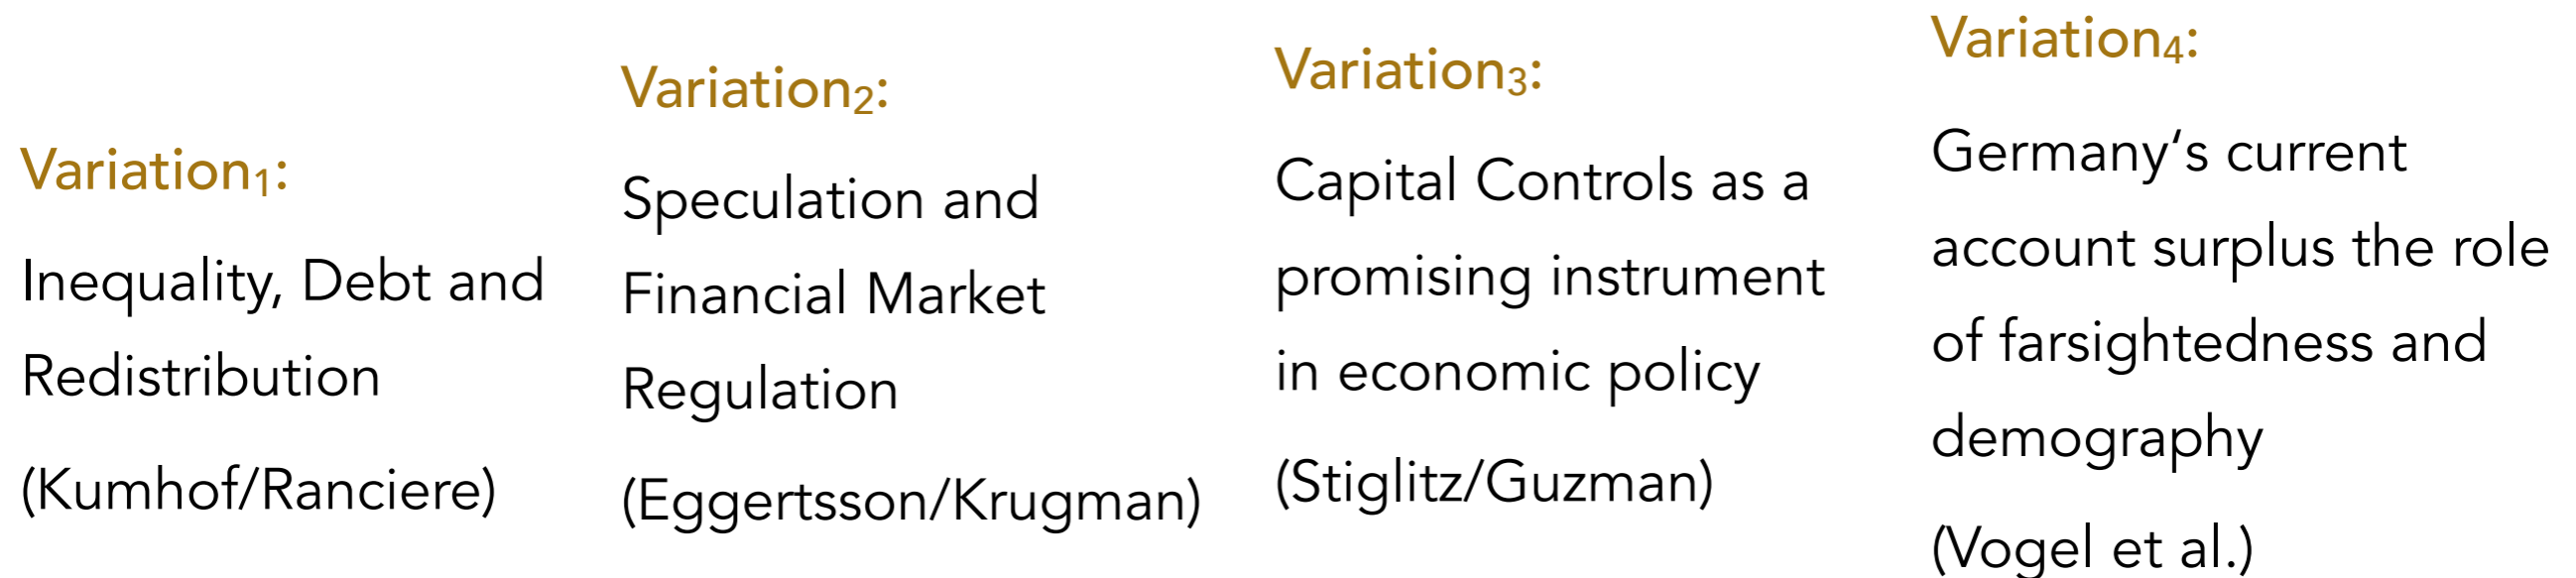 Variation₁:
Inequality, Debt and
Redistribution
(Kumhof/Ranciere)
Variation₂:
Speculation and
Financial Market
Regulation
(Eggertsson/Krugman)
Variation₃:
Capital Controls as a
promising instrument
in economic policy
(Stiglitz/Guzman)
Variation₄:
Germany‘s current
account surplus the role
of farsightedness and
demography
(Vogel et al.)